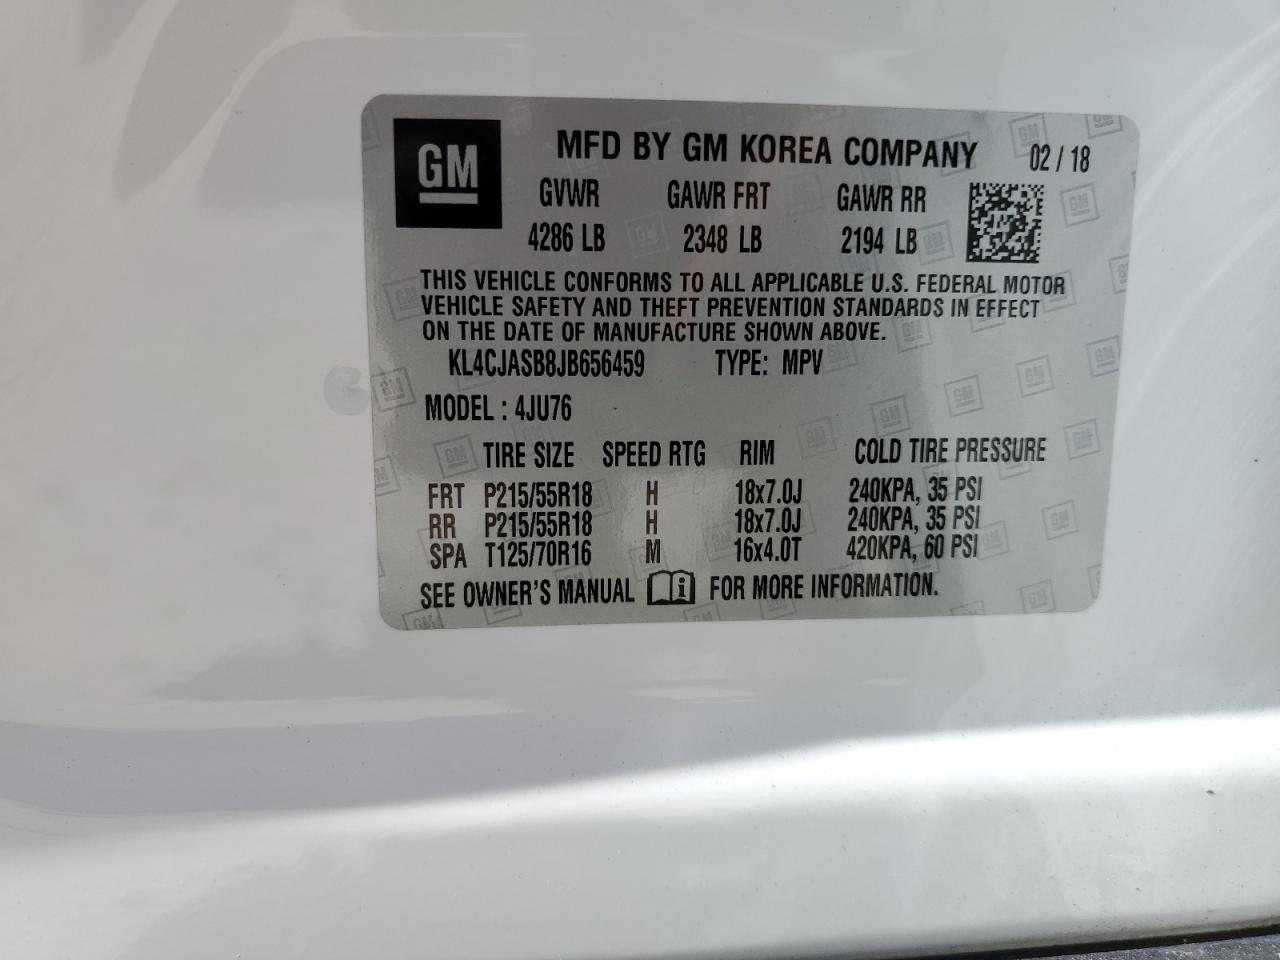 GM
MFD BY GM KOREA COMPANY 02 / 18
GVWR GAWR FRT GAWR RR
4286 LB 2348 LB 2194 LB
THIS VEHICLE CONFORMS TO ALL APPLICABLE U.S. FEDERAL MOTOR
VEHICLE SAFETY AND THEFT PREVENTION STANDARDS IN EFFECT
ON THE DATE OF MANUFACTURE SHOWN ABOVE.
KL4CJASB8JB656459 TYPE: MPV
MODEL : 4JU76
TIRE SIZE SPEED RTG RIM COLD TIRE PRESSURE
FRT P215/55R18 H 18x7.0J 240KPA, 35 PSI
RR P215/55R18 H 18x7.0J 240KPA, 35 PSI
SPA T125/70R16 M 16x4.0T 420KPA, 60 PSI
SEE OWNER'S MANUAL i FOR MORE INFORMATION.